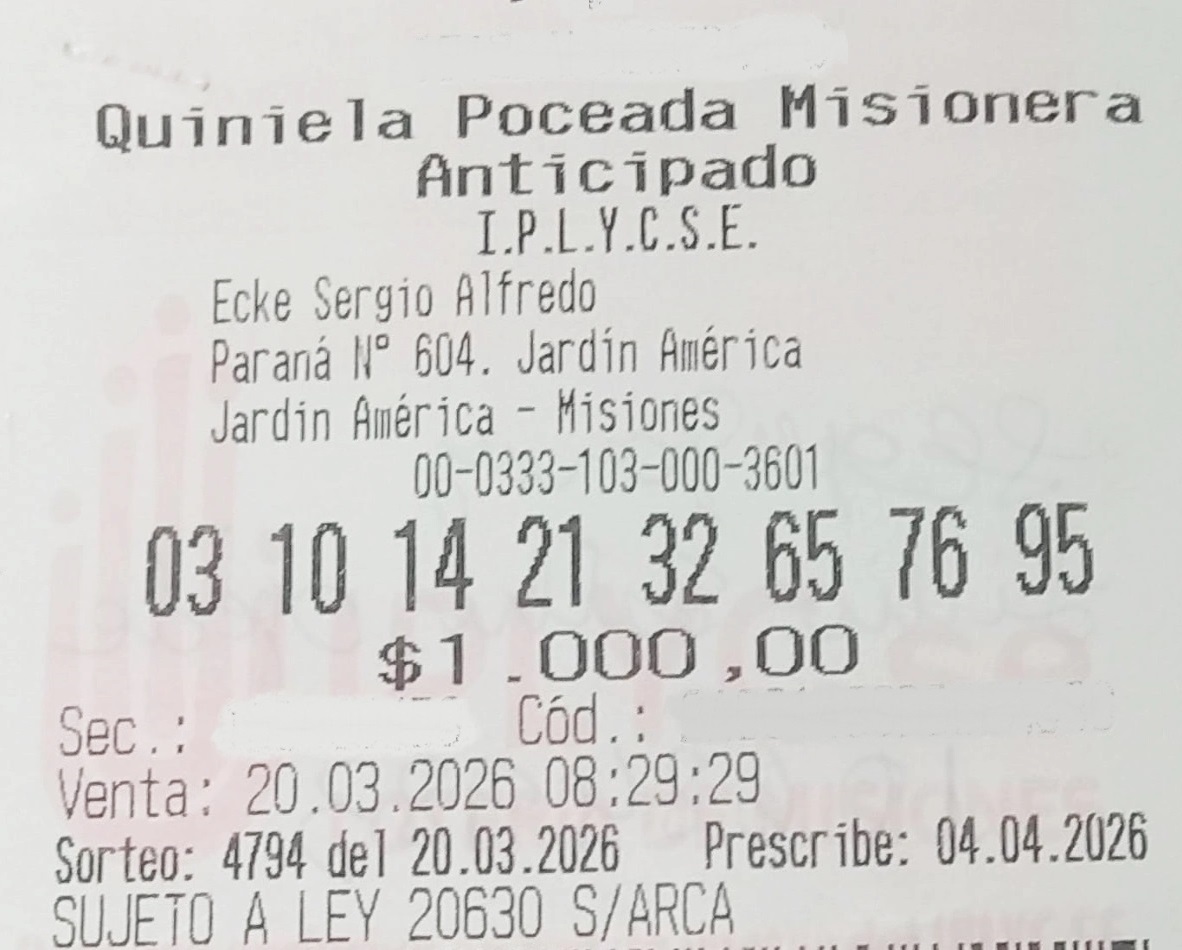 Quiniela Poceada Misionera
Anticipado
I.P.L.Y.C.S.E.
Ecke Sergio Alfredo
Paraná N° 604. Jardín América
Jardin América - Misiones
00-0333-103-000-3601
03 10 14 21 32 65 76 95
$1.000,00
Sec.: Cód.:
Venta: 20.03.2026 08:29:29
Sorteo: 4794 del 20.03.2026 Prescribe: 04.04.2026
SUJETO A LEY 20630 S/ARCA